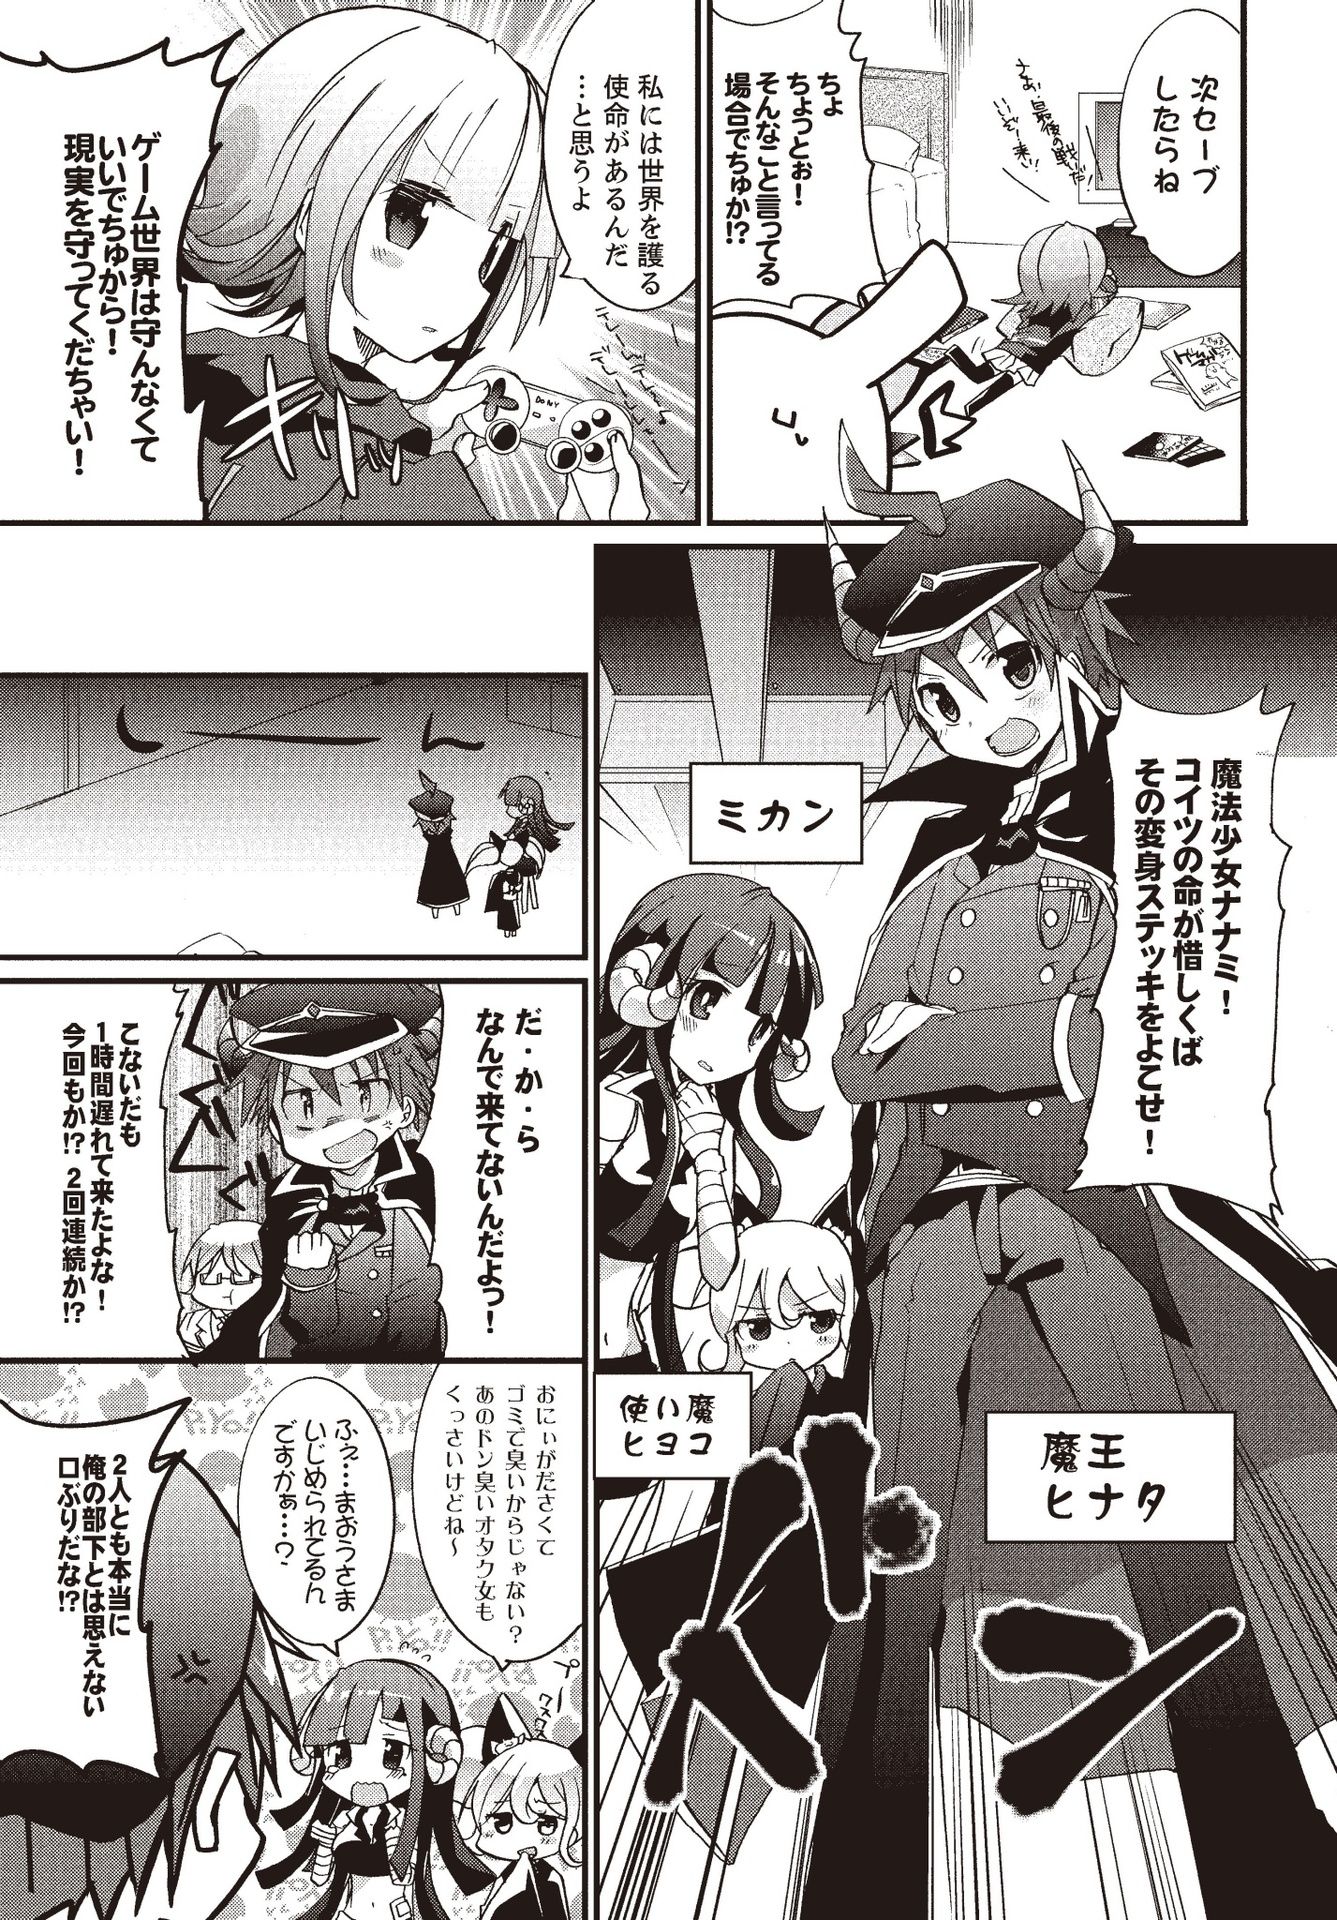 次セーブ
したらね
さぁ！最後の戦いだ！
いくぞー！来い！
ちょ
ちょっとぉ！
そんなこと言ってる
場合でちゅか!?
私には世界を護る
使命があるんだ
…と思うよ
DONY
ゲーム世界は守んなくて
いいでちゅから！
現実を守ってくだちゃい！
魔法少女ナナミ！
コイツの命が惜しくば
その変身ステッキをよこせ！
ミカン
使い魔
ヒヨコ
魔王
ヒナタ
しーん
だ・か・ら
なんで来てないんだよっ！
こないだも
１時間遅れて来たよな！
今回もか!?２回連続か!?
おにぃがださくて
ゴミで臭いからじゃない？
あのドン臭いオタク女も
くっさいけどね～
ふぇ…まおうさま
いじめられてるん
ですかぁ…？
プー
クスクス
２人とも本当に
俺の部下とは思えない
口ぶりだな!?